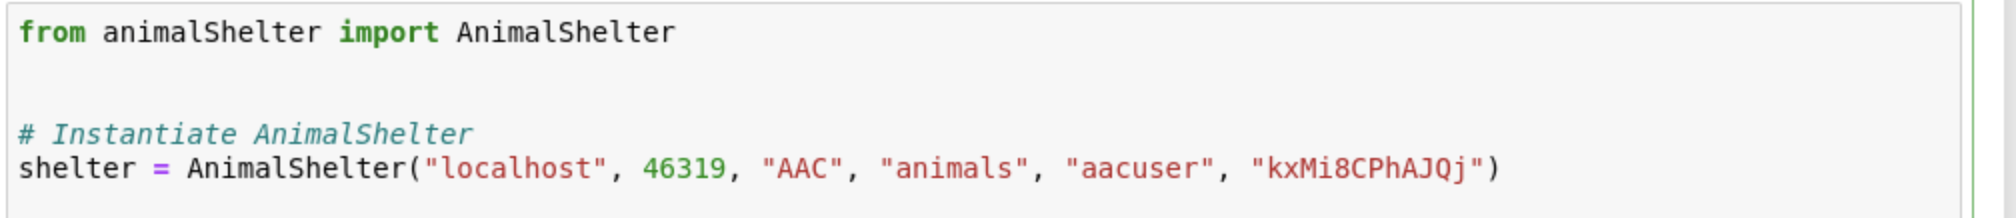 from animalShelter import AnimalShelter
# Instantiate AnimalShelter
shelter = AnimalShelter("localhost", 46319, "AAC", "animals", "aacuser", "kxMi8CPhAJQj")